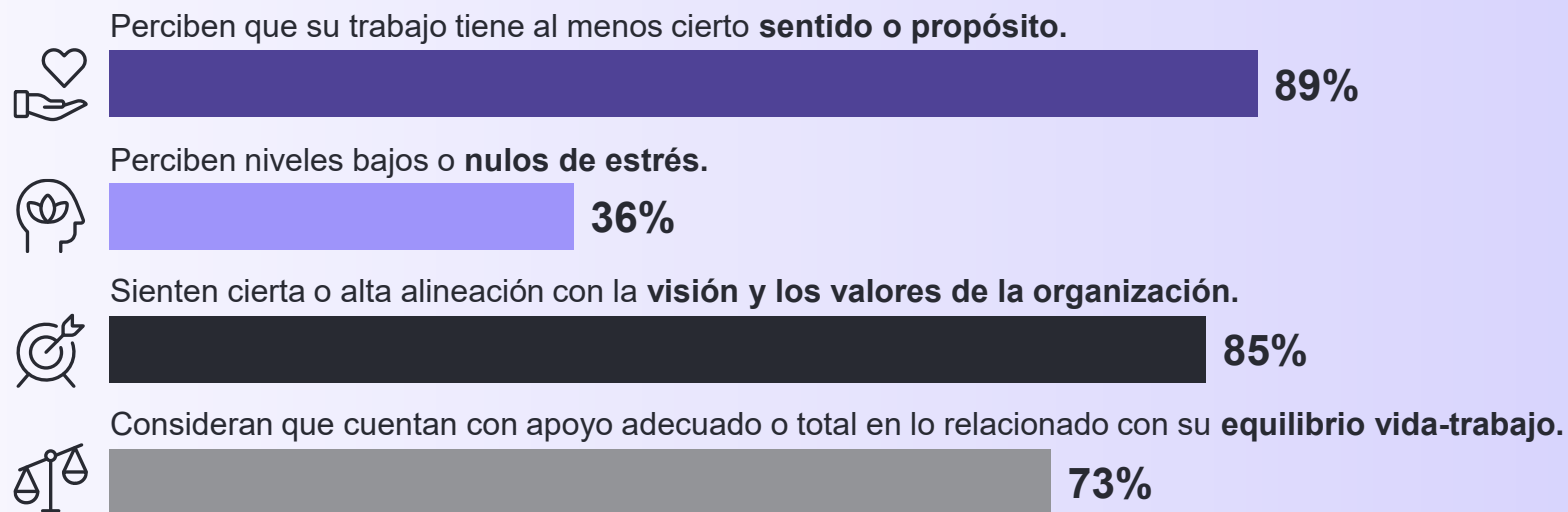 Perciben que su trabajo tiene al menos cierto sentido o propósito.
89%
Perciben niveles bajos o nulos de estrés.
36%
Sienten cierta o alta alineación con la visión y los valores de la organización.
85%
Consideran que cuentan con apoyo adecuado o total en lo relacionado con su equilibrio vida-trabajo.
73%